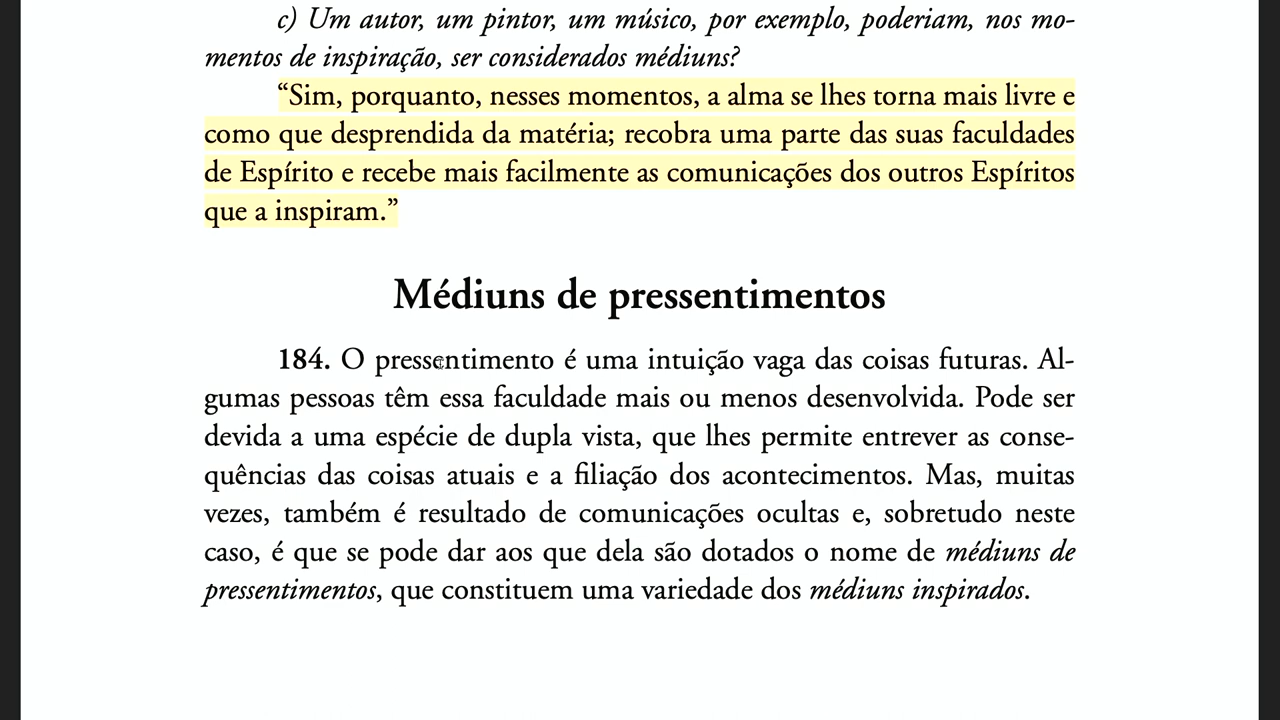 c) Um autor, um pintor, um músico, por exemplo, poderiam, nos mo-
mentos de inspiração, ser considerados médiuns?
“Sim, porquanto, nesses momentos, a alma se lhes torna mais livre e
como que desprendida da matéria; recobra uma parte das suas faculdades
de Espírito e recebe mais facilmente as comunicações dos outros Espíritos
que a inspiram.”
Médiuns de pressentimentos
184. O pressentimento é uma intuição vaga das coisas futuras. Al-
gumas pessoas têm essa faculdade mais ou menos desenvolvida. Pode ser
devida a uma espécie de dupla vista, que lhes permite entrever as conse-
quências das coisas atuais e a filiação dos acontecimentos. Mas, muitas
vezes, também é resultado de comunicações ocultas e, sobretudo neste
caso, é que se pode dar aos que dela são dotados o nome de médiuns de
pressentimentos, que constituem uma variedade dos médiuns inspirados.